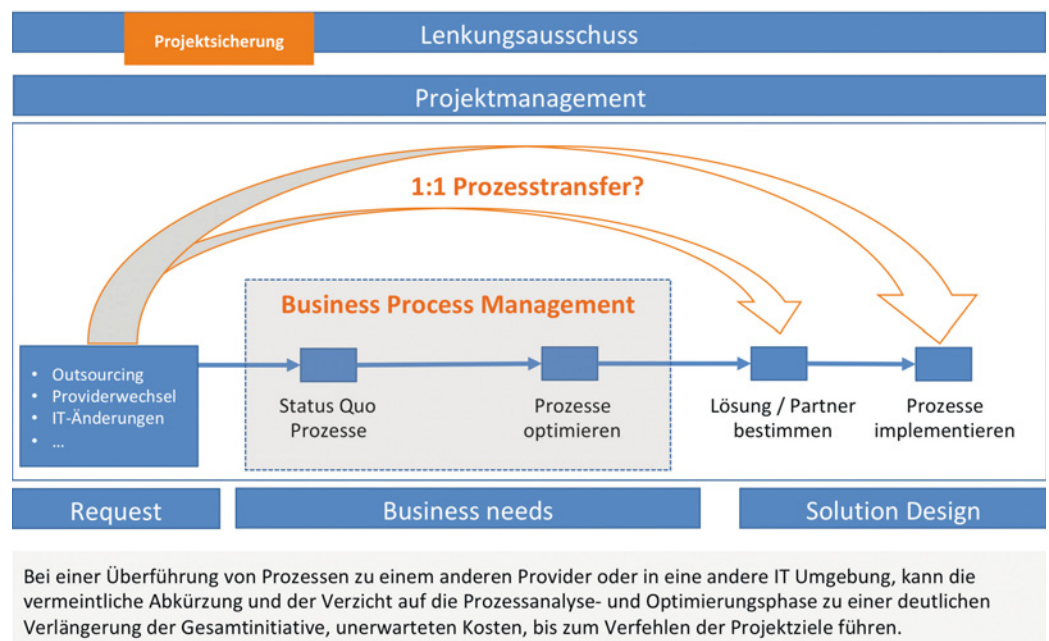 Projektsicherung
Lenkungsausschuss
Projektmanagement
1:1 Prozesstransfer?
Business Process Management
• Outsourcing
• Providerwechsel
• IT-Änderungen
• ...
Status Quo
Prozesse
Prozesse
optimieren
Lösung / Partner
bestimmen
Prozesse
implementieren
Request
Business needs
Solution Design
Bei einer Überführung von Prozessen zu einem anderen Provider oder in eine andere IT Umgebung, kann die
vermeintliche Abkürzung und der Verzicht auf die Prozessanalyse- und Optimierungsphase zu einer deutlichen
Verlängerung der Gesamtinitiative, unerwarteten Kosten, bis zum Verfehlen der Projektziele führen.